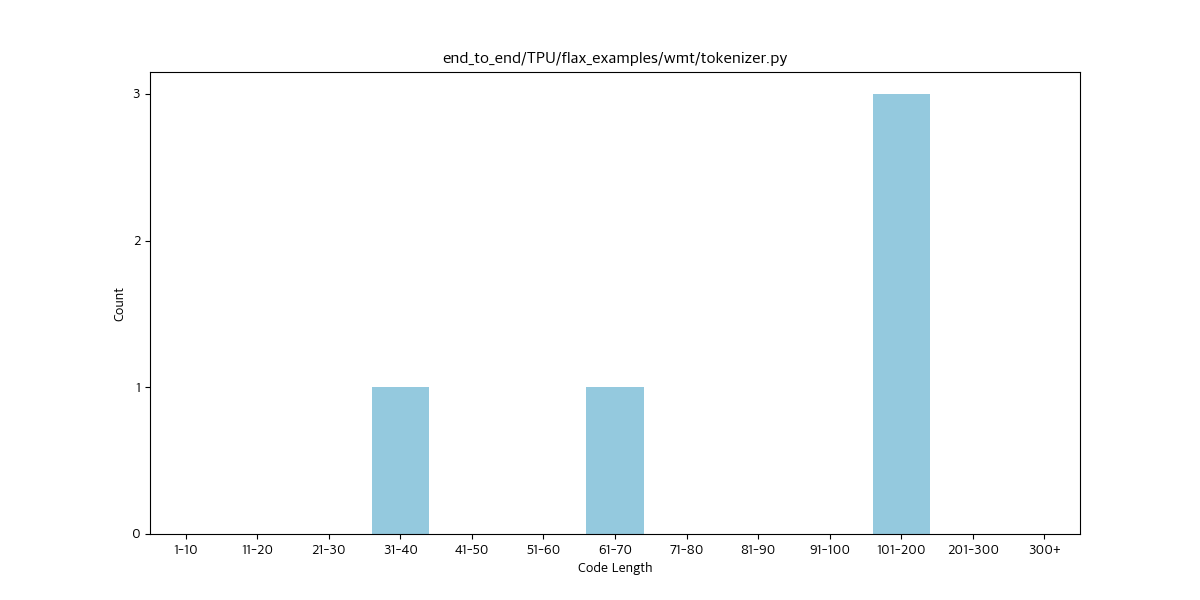 end_to_end/TPU/flax_examples/wmt/tokenizer.py
3
2
1
0
Count
1-10 11-20 21-30 31-40 41-50 51-60 61-70 71-80 81-90 91-100 101-200 201-300 300+
Code Length